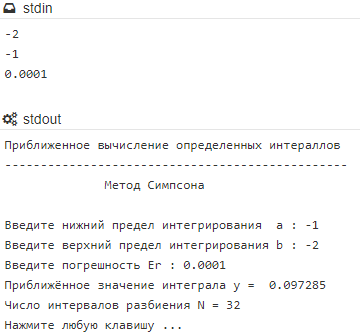 stdin
-2
-1
0.0001
stdout
Приближенное вычисление определенных интераллов
-----------------------------------------------
Метод Симпсона
Введите нижний предел интегрирования  a : -1
Введите верхний предел интегрирования b : -2
Введите погрешность Er : 0.0001
Приближённое значение интеграла y =  0.097285
Число интервалов разбиения N = 32
Нажмите любую клавишу ...